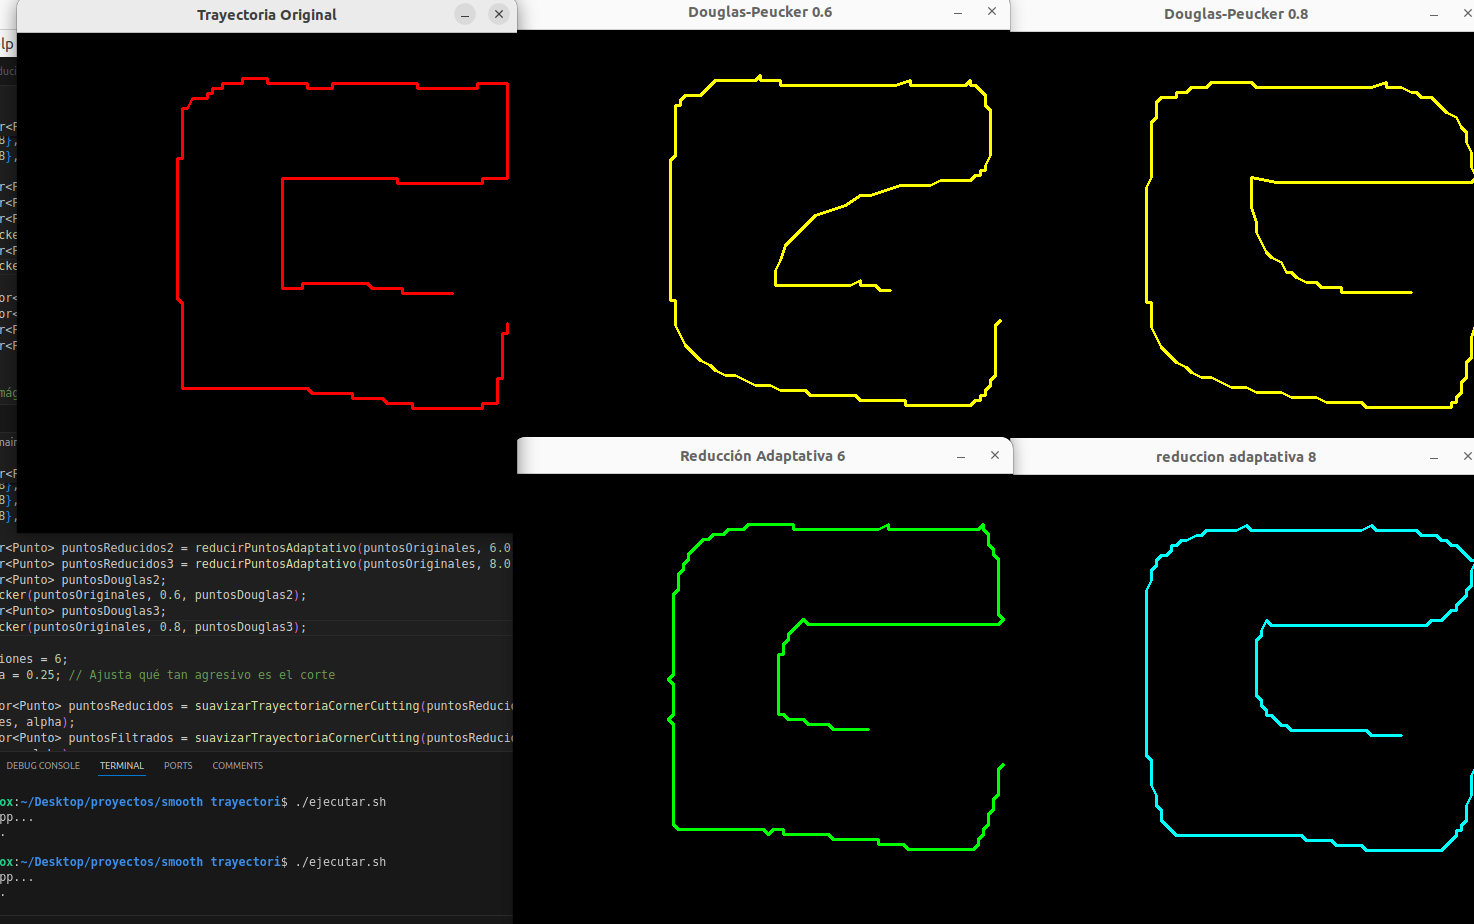 Trayectoria Original
Douglas-Peucker 0.6
Douglas-Peucker 0.8
lp
Reducción Adaptativa 6
reduccion adaptativa 8
r<Punto> puntosReducidos2 = reducirPuntosAdaptativo(puntosOriginales, 6.0
r<Punto> puntosReducidos3 = reducirPuntosAdaptativo(puntosOriginales, 8.0
r<Punto> puntosDouglas2;
cker(puntosOriginales, 0.6, puntosDouglas2);
r<Punto> puntosDouglas3;
cker(puntosOriginales, 0.8, puntosDouglas3);
iones = 6;
a = 0.25; // Ajusta qué tan agresivo es el corte
or<Punto> puntosReducidos = suavizarTrayectoriaCornerCutting(puntosReduci
es, alpha);
or<Punto> puntosFiltrados = suavizarTrayectoriaCornerCutting(puntosReduci
DEBUG CONSOLE TERMINAL PORTS COMMENTS
ox:~/Desktop/proyectos/smooth trayectori$ ./ejecutar.sh
pp...
.
ox:~/Desktop/proyectos/smooth trayectori$ ./ejecutar.sh
pp...
.